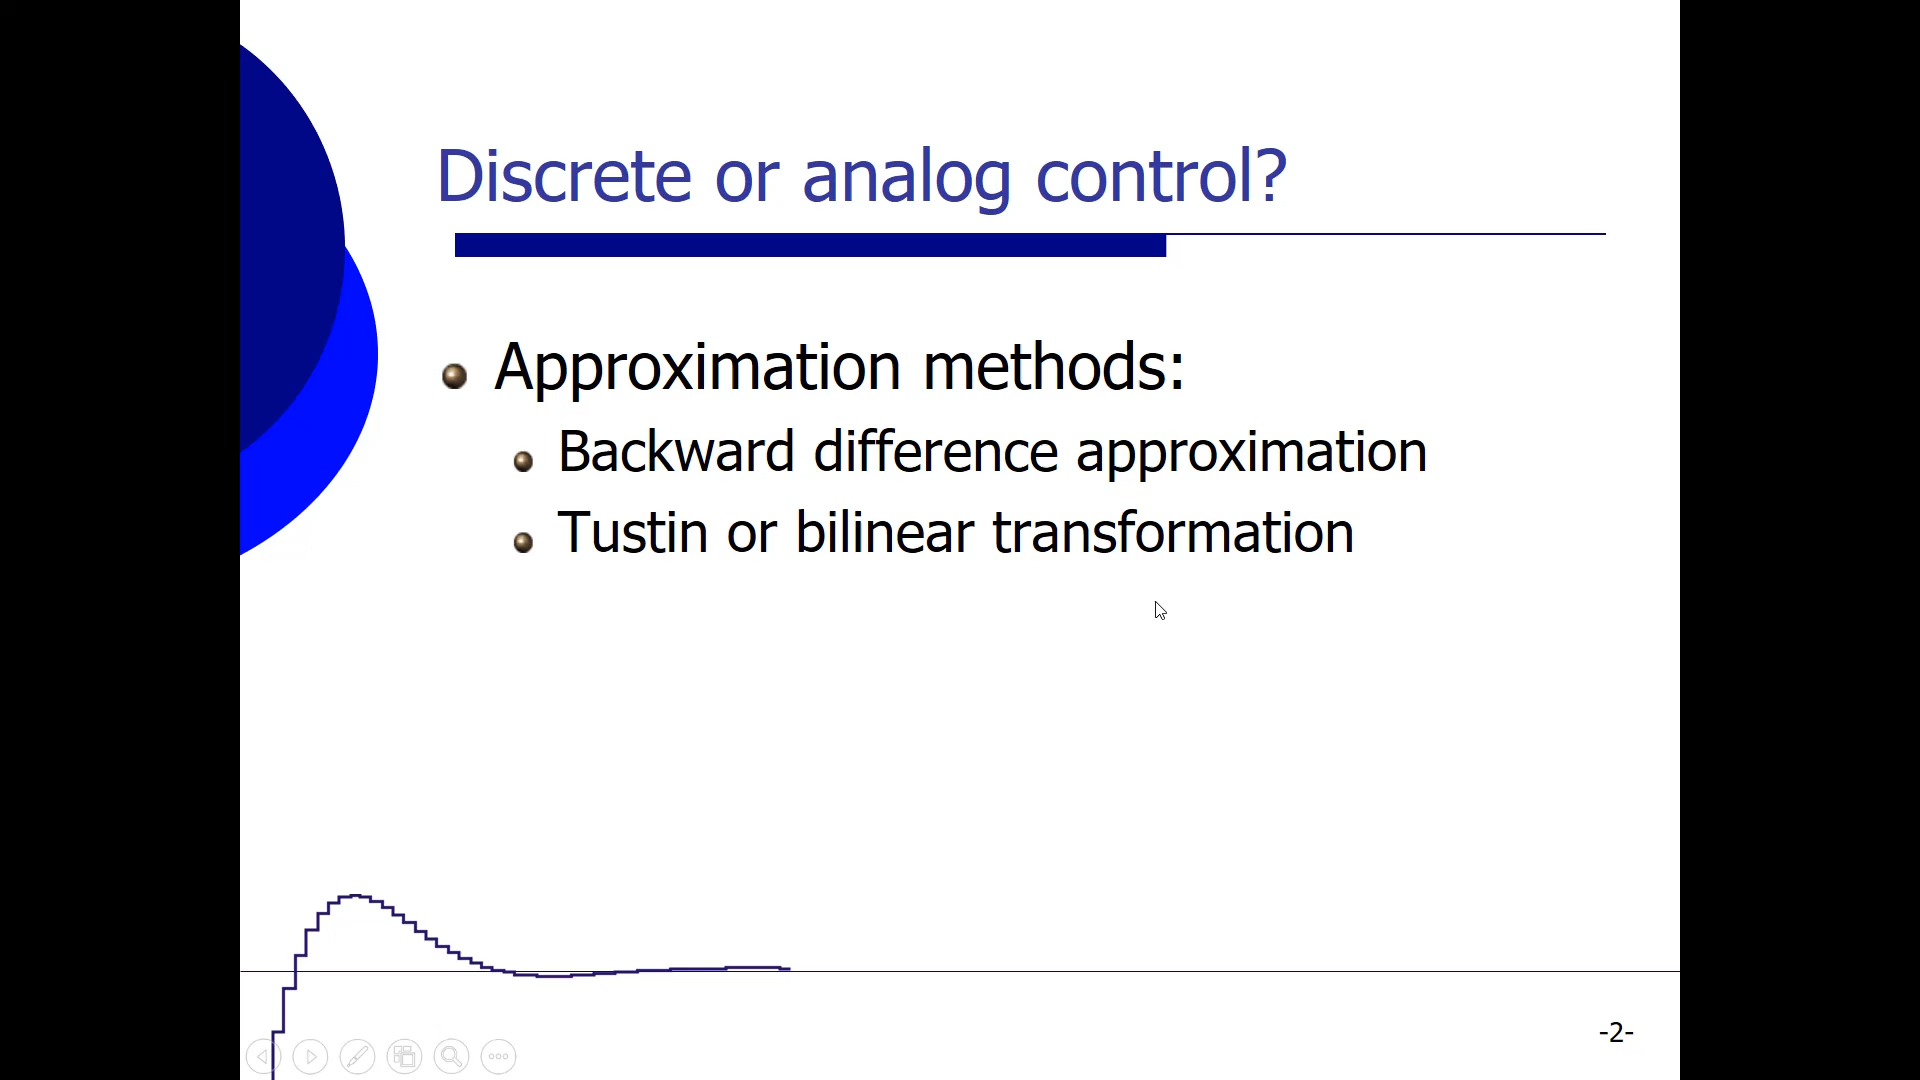 Discrete or analog control?
Approximation methods:
Backward difference approximation
Tustin or bilinear transformation
-2-